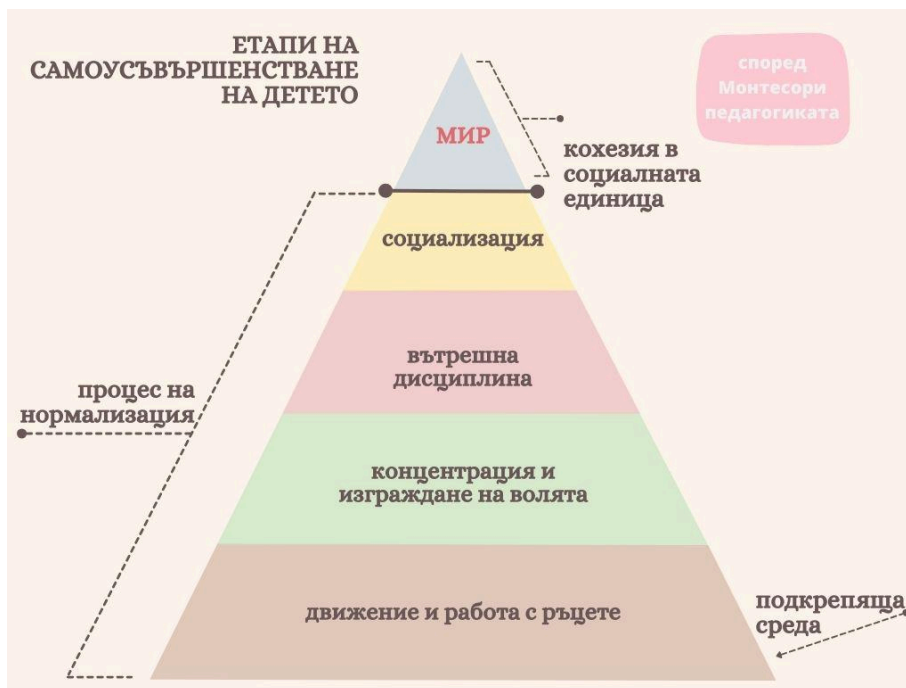 ЕТАПИ НА
САМОУСЪВЪРШЕНСТВАНЕ
НА ДЕТЕТО
според
Монтесори
педагогиката
МИР
кохезия в
социалната
единица
социализация
вътрешна
дисциплина
процес на
нормализация
концентрация и
изграждане на волята
движение и работа с ръцете
подкрепяща
среда